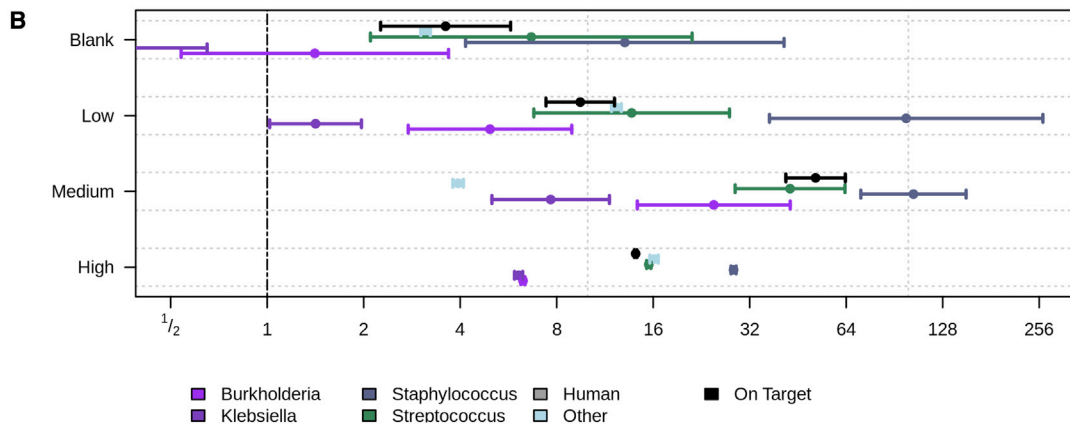 B
Blank
Low
Medium
High
1/2 1 2 4 8 16 32 64 128 256
Burkholderia Staphylococcus Human On Target
Klebsiella Streptococcus Other